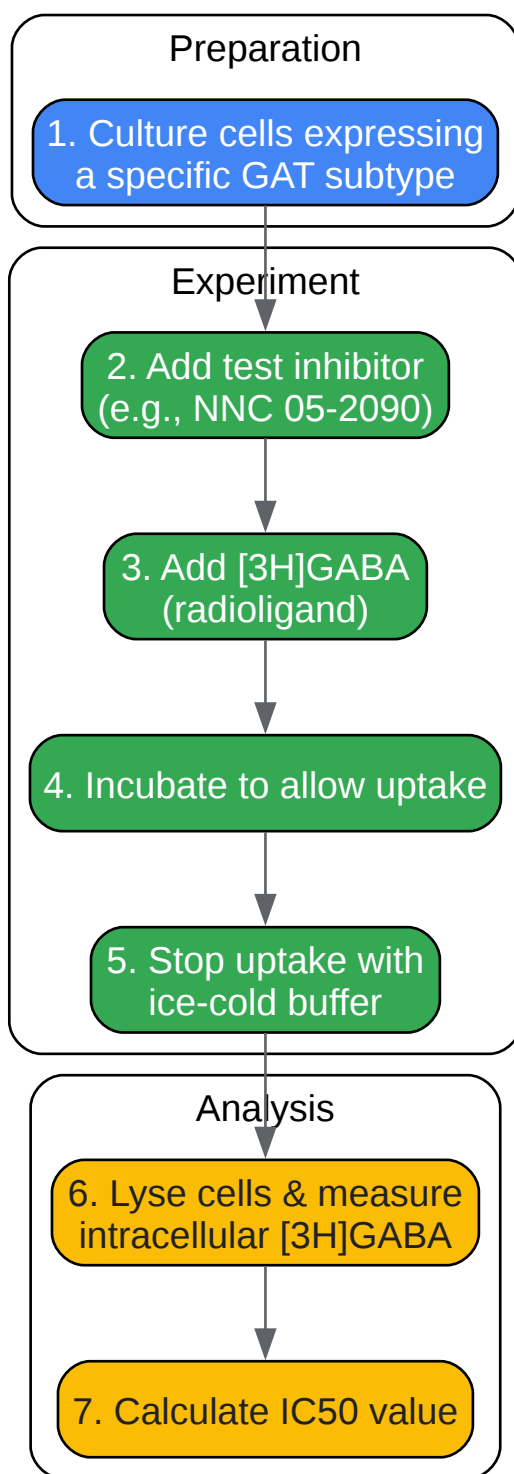 Preparation
1. Culture cells expressing
a specific GAT subtype
Experiment
2. Add test inhibitor
(e.g., NNC 05-2090)
3. Add [3H]GABA
(radioligand)
4. Incubate to allow uptake
5. Stop uptake with
ice-cold buffer
Analysis
6. Lyse cells & measure
intracellular [3H]GABA
7. Calculate IC50 value